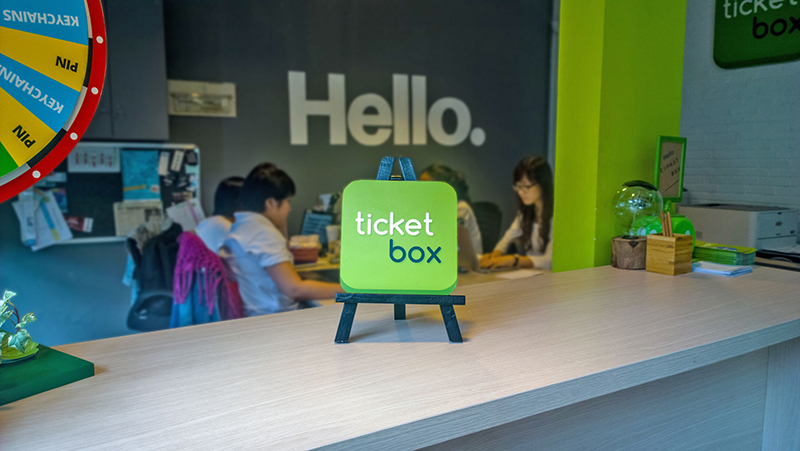 KEYCHAINS
PIN
KEYCHAINS
PIN
Hello.
ticket
box
ticket
box